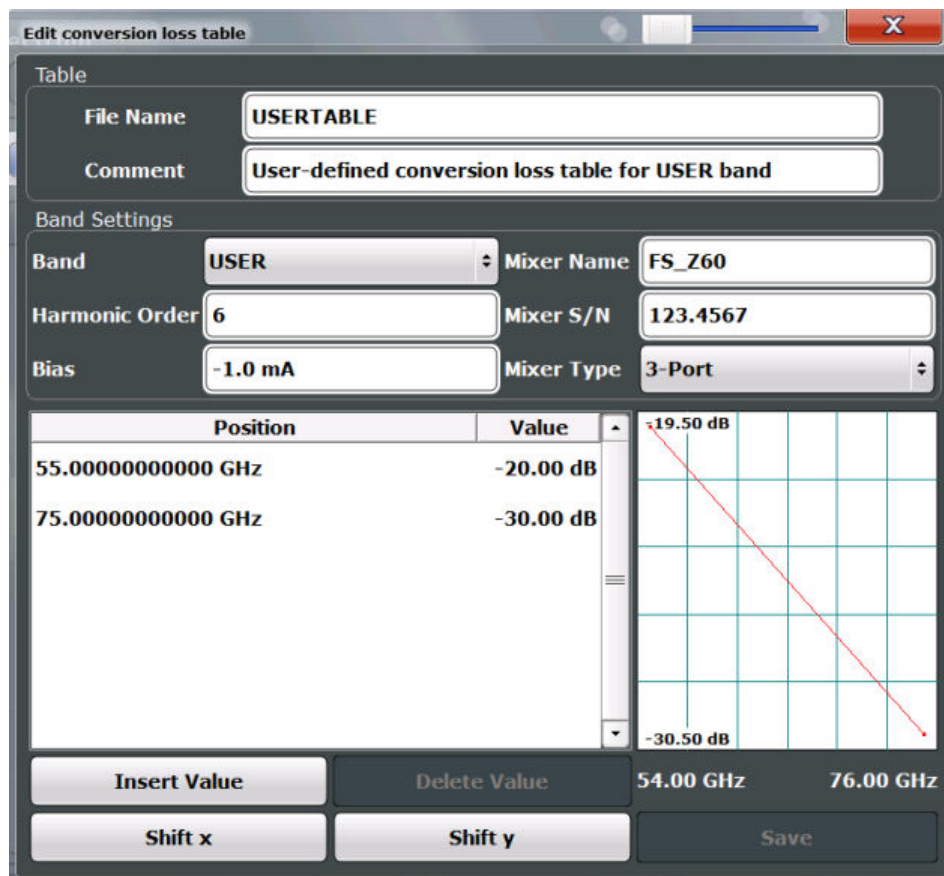 Edit conversion loss table
X
Table
File Name USERTABLE
Comment User-defined conversion loss table for USER band
Band Settings
Band USER Mixer Name FS_Z60
Harmonic Order 6 Mixer S/N 123.4567
Bias -1.0 mA Mixer Type 3-Port
Position Value -19.50 dB
55.00000000000 GHz -20.00 dB
75.00000000000 GHz -30.00 dB
-30.50 dB
Insert Value Delete Value 54.00 GHz 76.00 GHz
Shift x Shift y Save